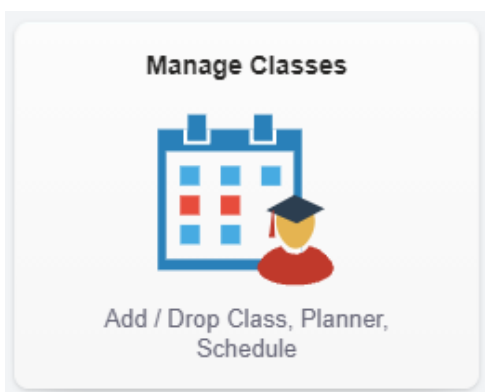 Manage Classes
Add / Drop Class, Planner,
Schedule